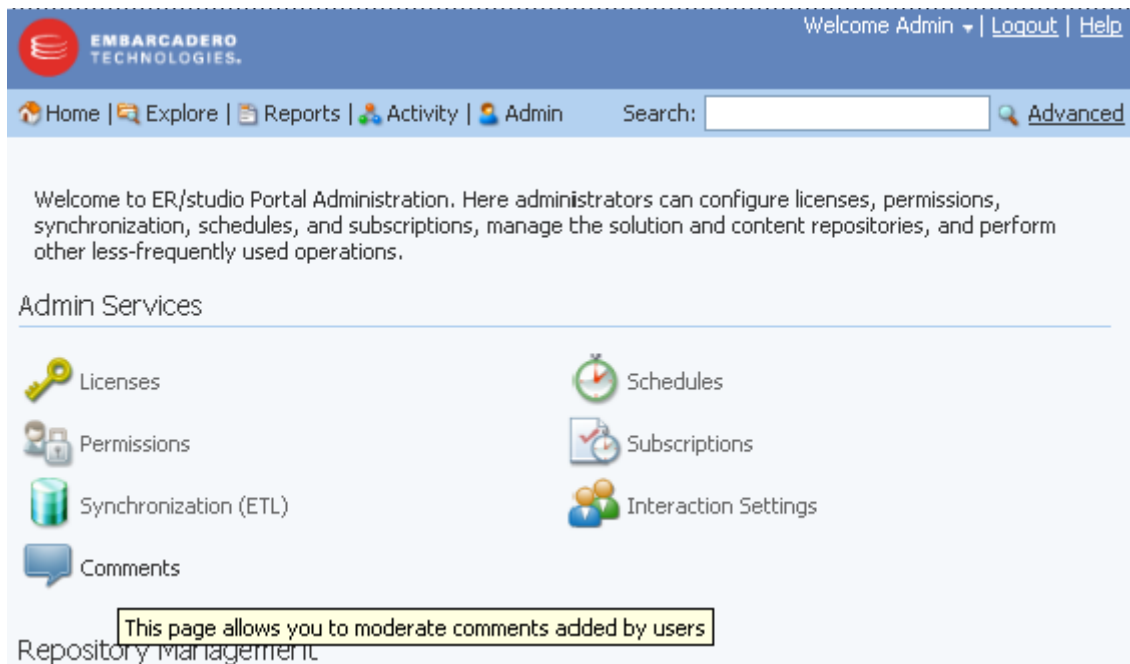 EMBARCADERO
TECHNOLOGIES.
Welcome Admin | Logout | Help
Home | Explore | Reports | Activity | Admin Search: Advanced
Welcome to ER/studio Portal Administration. Here administrators can configure licenses, permissions,
synchronization, schedules, and subscriptions, manage the solution and content repositories, and perform
other less-frequently used operations.
Admin Services
Licenses
Schedules
Permissions
Subscriptions
Synchronization (ETL)
Interaction Settings
Comments
This page allows you to moderate comments added by users
Repository Management